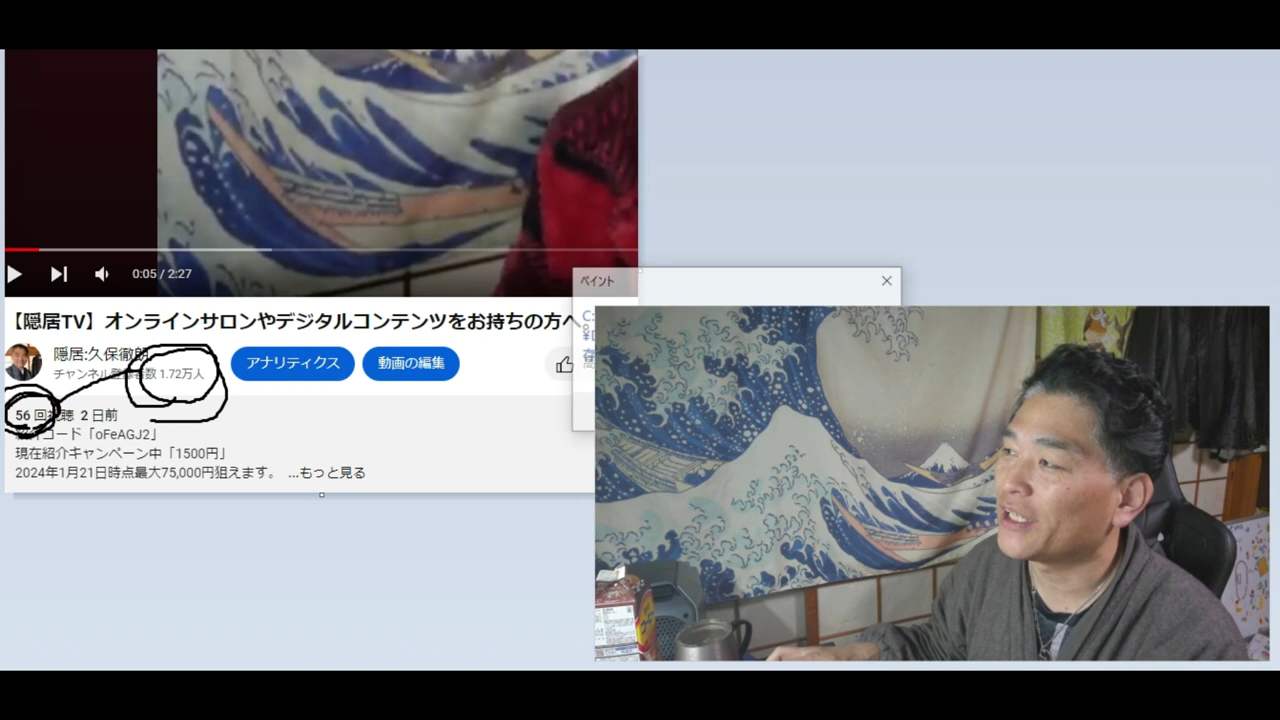 0:05 / 2:27
ペイント
【隠居TV】オンラインサロンやデジタルコンテンツをお持ちの方へ
C:
隠居:久保徹朗
チャンネル登録者数 1.72万人
アナリティクス
動画の編集
56 回視聴 2 日前
紹介コード「oFeAGJ2」
現在紹介キャンペーン中「1500円」
2024年1月21日時点最大75,000円狙えます。 ...もっと見る